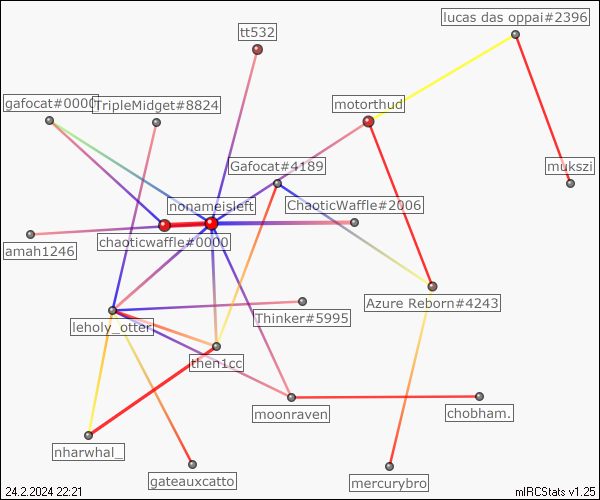 lucas das oppai#2396
tt532
gafocat#0000
TripleMidget#8824
motorthud
Gafocat#4189
mukszi
nonameisleft
ChaoticWaffle#2006
chaoticwaffle#0000
amah1246
Azure Reborn#4243
Thinker#5995
leholy_otter
then1cc
moonraven
chobham.
nharwhal_
gateauxcatto
mercurybro
24.2.2024 22:21
mIRCStats v1.25